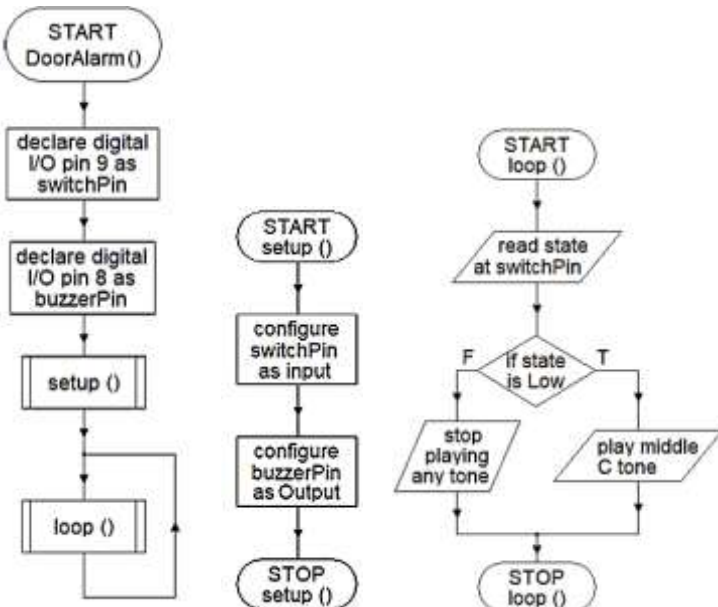 START
DoorAlarm()
declare digital
I/O pin 9 as
switchPin
declare digital
I/O pin 8 as
buzzerPin
setup ()
loop ()
START
setup ()
configure
switchPin
as input
configure
buzzerPin
as Output
STOP
setup ()
START
loop ()
read state
at switchPin
F
if state
is Low
T
stop
playing
any tone
play middle
C tone
STOP
loop ()